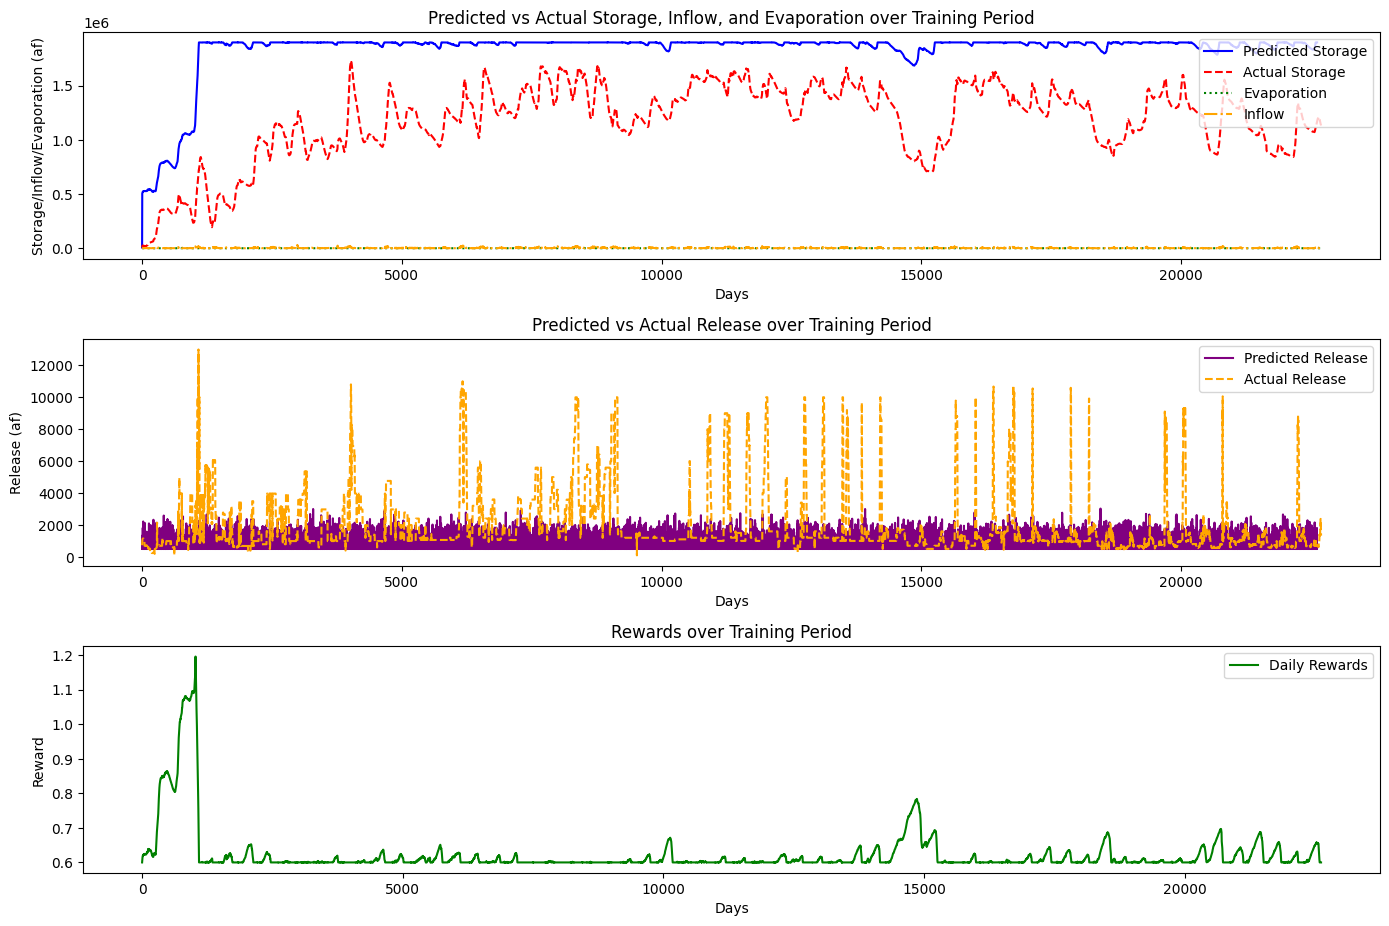 Predicted vs Actual Storage, Inflow, and Evaporation over Training Period
1e6
Storage/Inflow/Evaporation (af)
1.5
1.0
0.5
0.0
Predicted Storage
Actual Storage
Evaporation
Inflow
0 5000 10000 15000 20000
Days
Predicted vs Actual Release over Training Period
Release (af)
12000
10000
8000
6000
4000
2000
0
Predicted Release
Actual Release
0 5000 10000 15000 20000
Days
Rewards over Training Period
Reward
1.2
1.1
1.0
0.9
0.8
0.7
0.6
Daily Rewards
0 5000 10000 15000 20000
Days